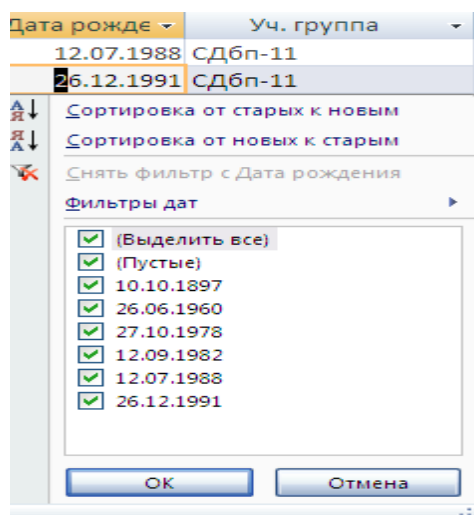 Дата рожде Уч. группа
12.07.1988 СДбп-11
26.12.1991 СДбп-11
Сортировка от старых к новым
Сортировка от новых к старым
Снять фильтр с Дата рождения
Фильтры дат
(Выделить все)
(Пустые)
10.10.1897
26.06.1960
27.10.1978
12.09.1982
12.07.1988
26.12.1991
ОК Отмена